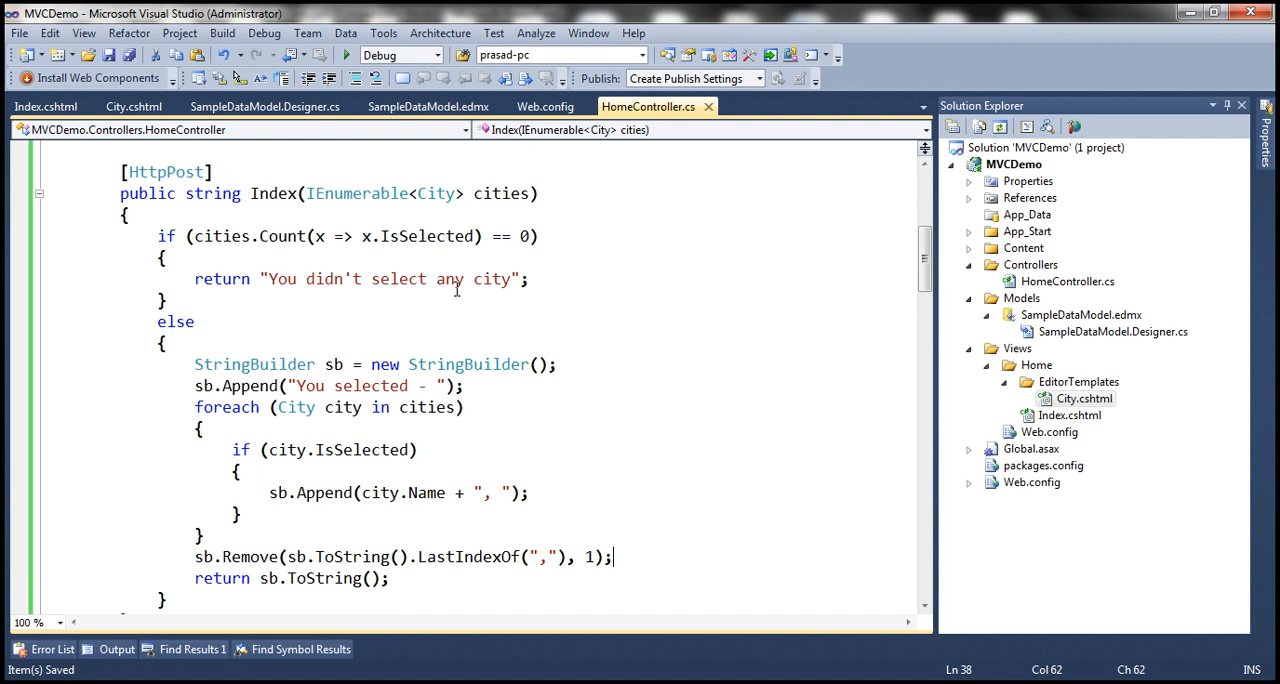 MVCDemo - Microsoft Visual Studio (Administrator)
File Edit View Refactor Project Build Debug Team Data Tools Architecture Test Analyze Window Help
Debug prasad-pc
Install Web Components Publish: Create Publish Settings
Index.cshtml City.cshtml SampleDataModel.Designer.cs SampleDataModel.edmx Web.config HomeController.cs
MVCDemo.Controllers.HomeController Index(IEnumerable<City> cities)
[HttpPost]
public string Index(IEnumerable<City> cities)
{
if (cities.Count(x => x.IsSelected) == 0)
{
return "You didn't select any city";
}
else
{
StringBuilder sb = new StringBuilder();
sb.Append("You selected - ");
foreach (City city in cities)
{
if (city.IsSelected)
{
sb.Append(city.Name + ", ");
}
}
sb.Remove(sb.ToString().LastIndexOf(","), 1);
return sb.ToString();
}
100 %
Solution Explorer
Solution 'MVCDemo' (1 project)
MVCDemo
Properties
References
App_Data
App_Start
Content
Controllers
HomeController.cs
Models
SampleDataModel.edmx
SampleDataModel.Designer.cs
Views
Home
EditorTemplates
City.cshtml
Index.cshtml
Web.config
Global.asax
packages.config
Web.config
Properties
Error List Output Find Results 1 Find Symbol Results
Item(s) Saved Ln 38 Col 62 Ch 62 INS